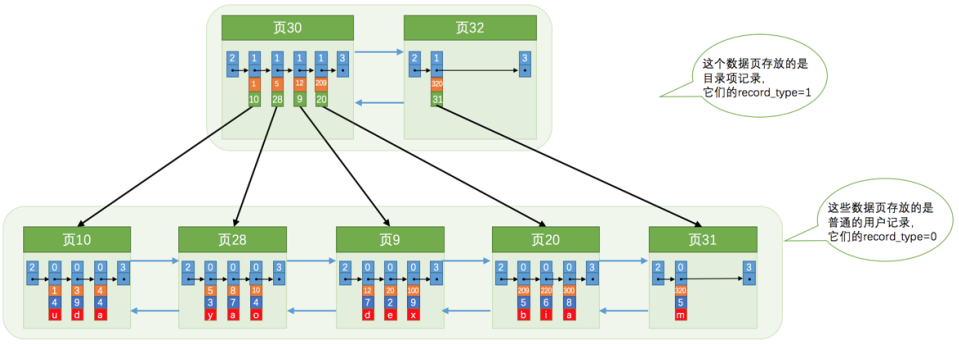 页30
页32
2 1 1 1 1 3
1 5 12 209
10 28 9 20
2 1 3
320
31
这个数据页存放的是
目录项记录，
它们的record_type=1
这些数据页存放的是
普通的用户记录，
它们的record_type=0
页10
页28
页9
页20
页31
2 0 0 0 3
1 3 4
4 9 4
u d a
2 0 0 0 3
5 8 10
3 7 4
y a o
2 0 0 0 3
12 20 100
7 2 9
d e x
2 0 0 0 3
209 220 300
5 6 8
b i a
2 0 3
320
5
m